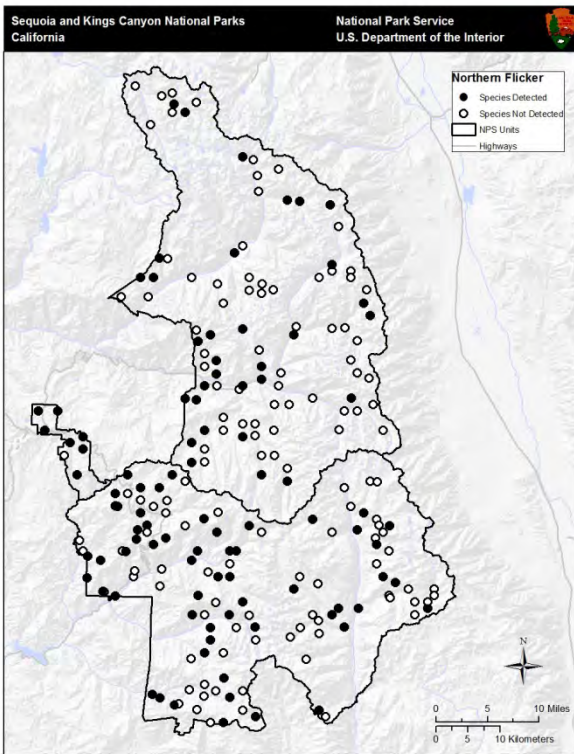 Sequoia and Kings Canyon National Parks
California
National Park Service
U.S. Department of the Interior
Northern Flicker
Species Detected
Species Not Detected
NPS Units
Highways
N
0 5 10 Miles
0 5 10 Kilometers